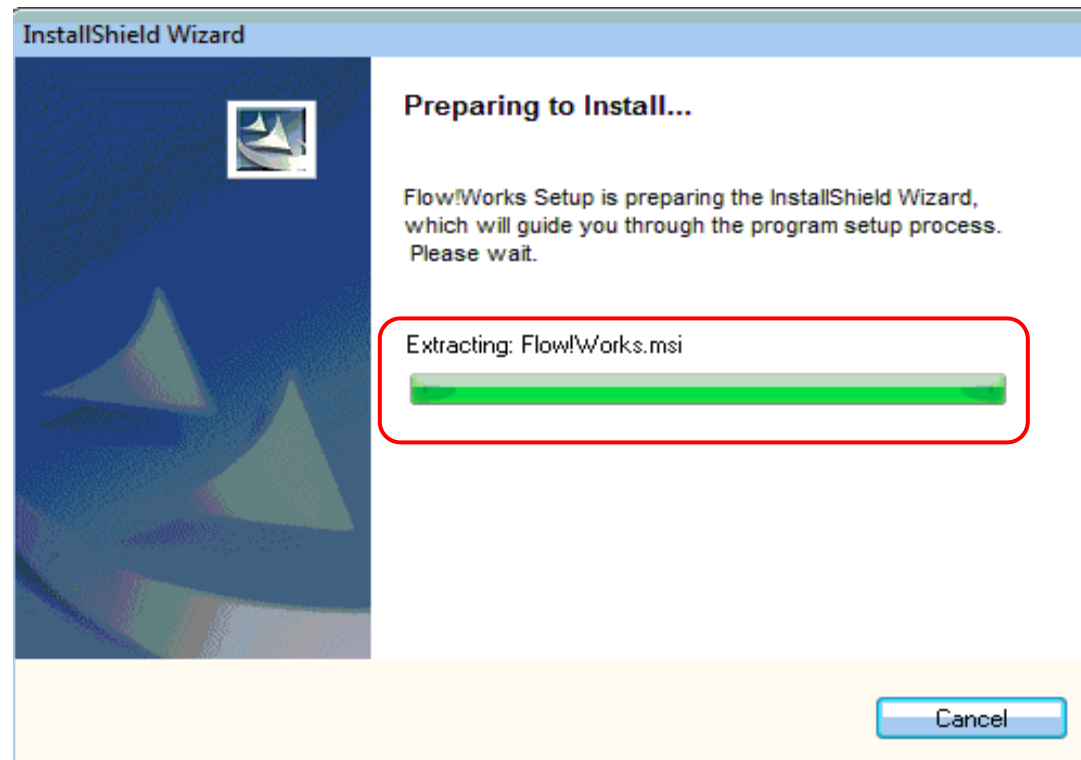 InstallShield Wizard
Preparing to Install...
Flow!Works Setup is preparing the InstallShield Wizard,
which will guide you through the program setup process.
Please wait.
Extracting: Flow!Works.msi
Cancel